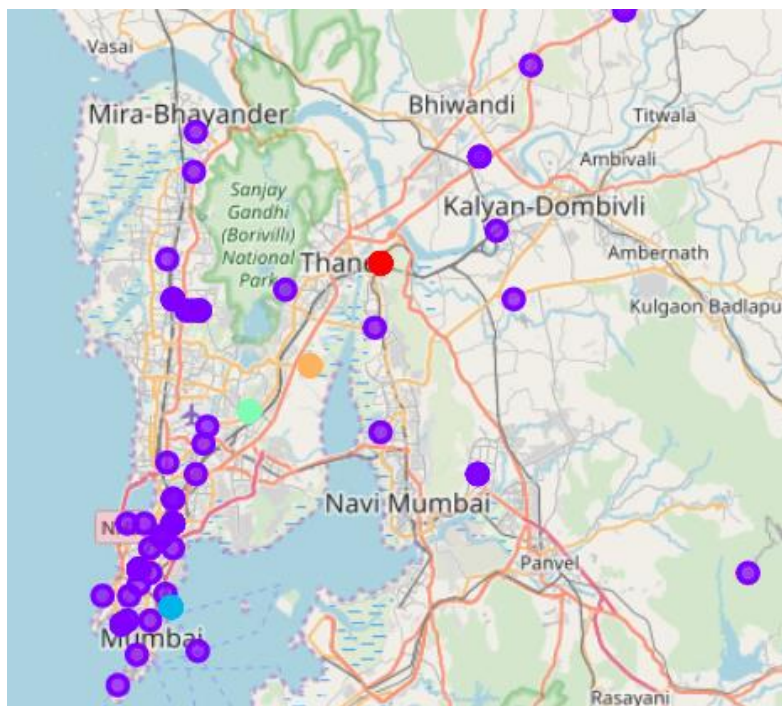 Vasai
Mira-Bhayander
Bhiwandi
Titwala
Ambivali
Sanjay
Gandhi
(Borivilli)
National
Park
Kalyan-Dombivli
Thane
Ambernath
Kulgaon Badlapu
Navi Mumbai
N
Panvel
Mumbai
Rasayani